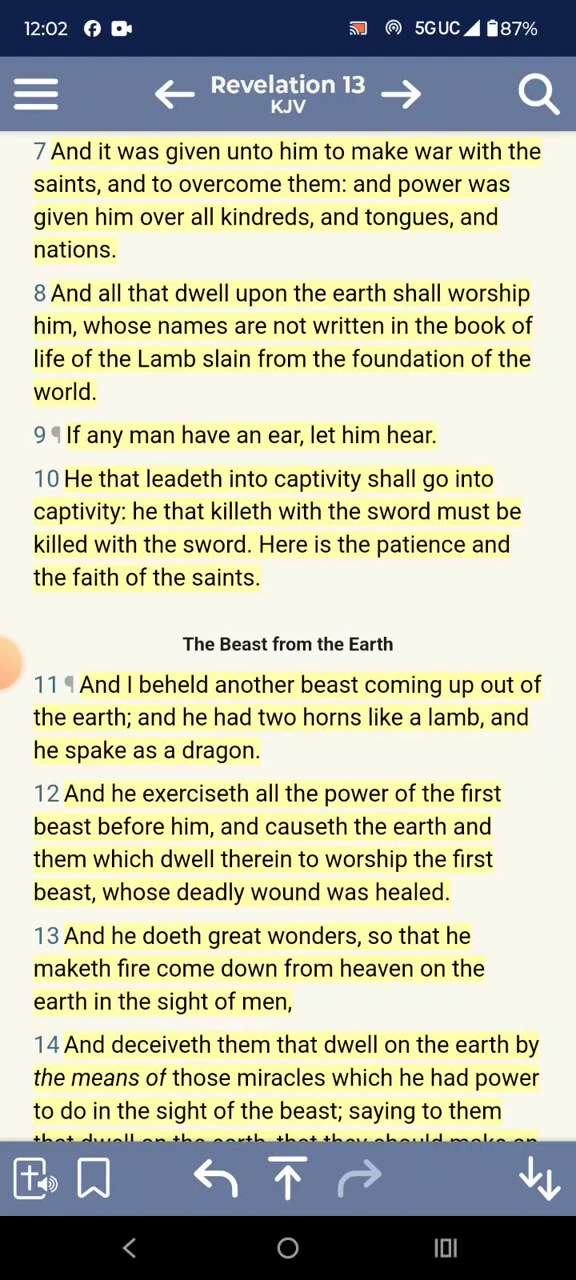 12:02 5G UC 87%
Revelation 13
KJV
7 And it was given unto him to make war with the
saints, and to overcome them: and power was
given him over all kindreds, and tongues, and
nations.
8 And all that dwell upon the earth shall worship
him, whose names are not written in the book of
life of the Lamb slain from the foundation of the
world.
9 ¶ If any man have an ear, let him hear.
10 He that leadeth into captivity shall go into
captivity: he that killeth with the sword must be
killed with the sword. Here is the patience and
the faith of the saints.
The Beast from the Earth
11 ¶ And I beheld another beast coming up out of
the earth; and he had two horns like a lamb, and
he spake as a dragon.
12 And he exerciseth all the power of the first
beast before him, and causeth the earth and
them which dwell therein to worship the first
beast, whose deadly wound was healed.
13 And he doeth great wonders, so that he
maketh fire come down from heaven on the
earth in the sight of men,
14 And deceiveth them that dwell on the earth by
the means of those miracles which he had power
to do in the sight of the beast; saying to them
that dwell on the earth, that they should make an